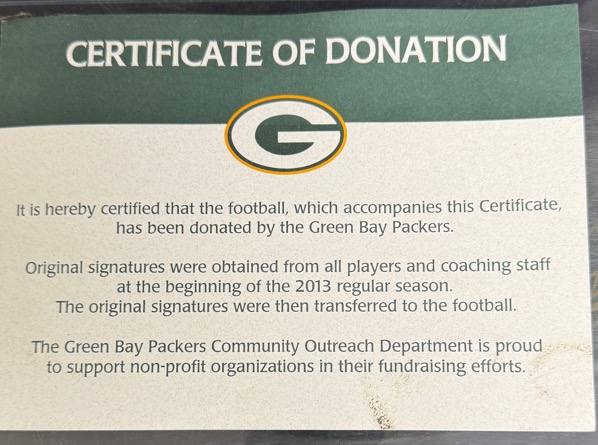 CERTIFICATE OF DONATION
G
It is hereby certified that the football, which accompanies this Certificate,
has been donated by the Green Bay Packers.
Original signatures were obtained from all players and coaching staff
at the beginning of the 2013 regular season.
The original signatures were then transferred to the football.
The Green Bay Packers Community Outreach Department is proud
to support non-profit organizations in their fundraising efforts.